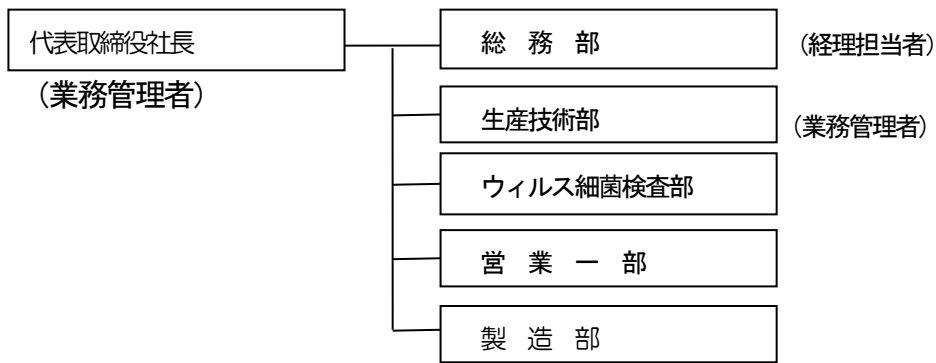 代表取締役社長
(業務管理者)
総 務 部
(経理担当者)
生産技術部
(業務管理者)
ウィルス細菌検査部
営 業 一 部
製 造 部